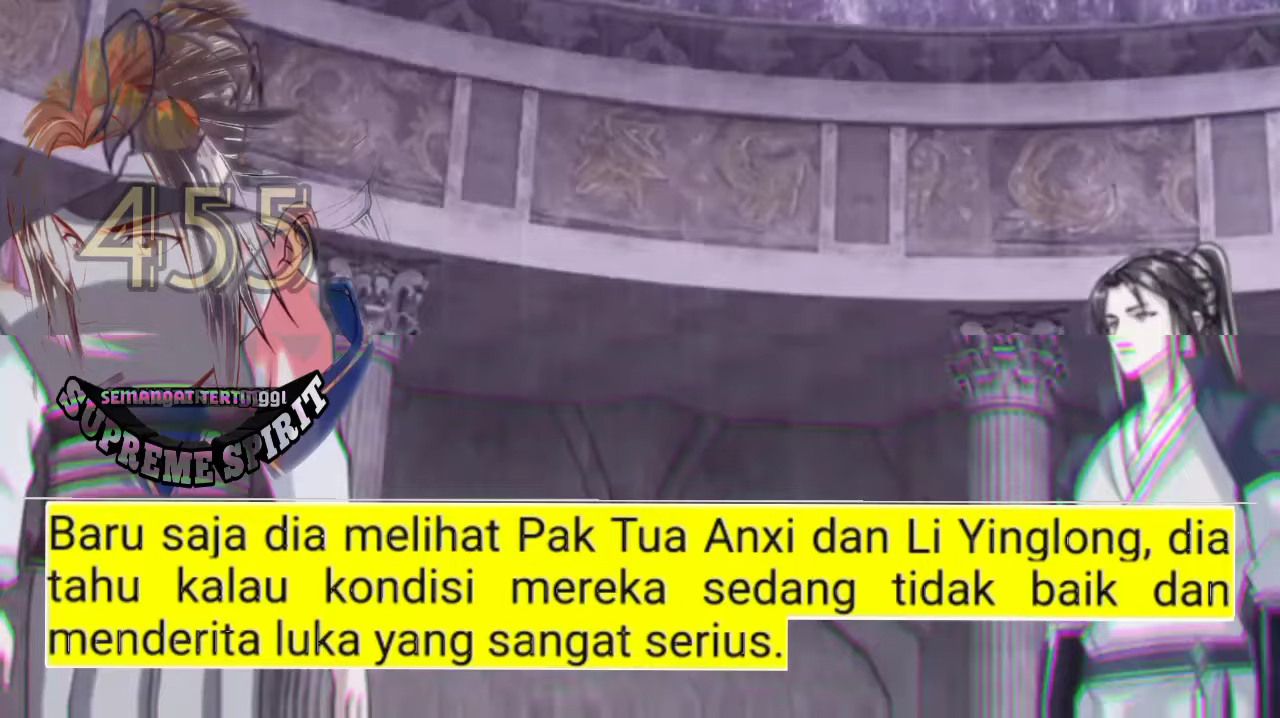 455
SEMANGAT TERTINGGI
SUPREME SPIRIT
Baru saja dia melihat Pak Tua Anxi dan Li Yinglong, dia
tahu kalau kondisi mereka sedang tidak baik dan
menderita luka yang sangat serius.